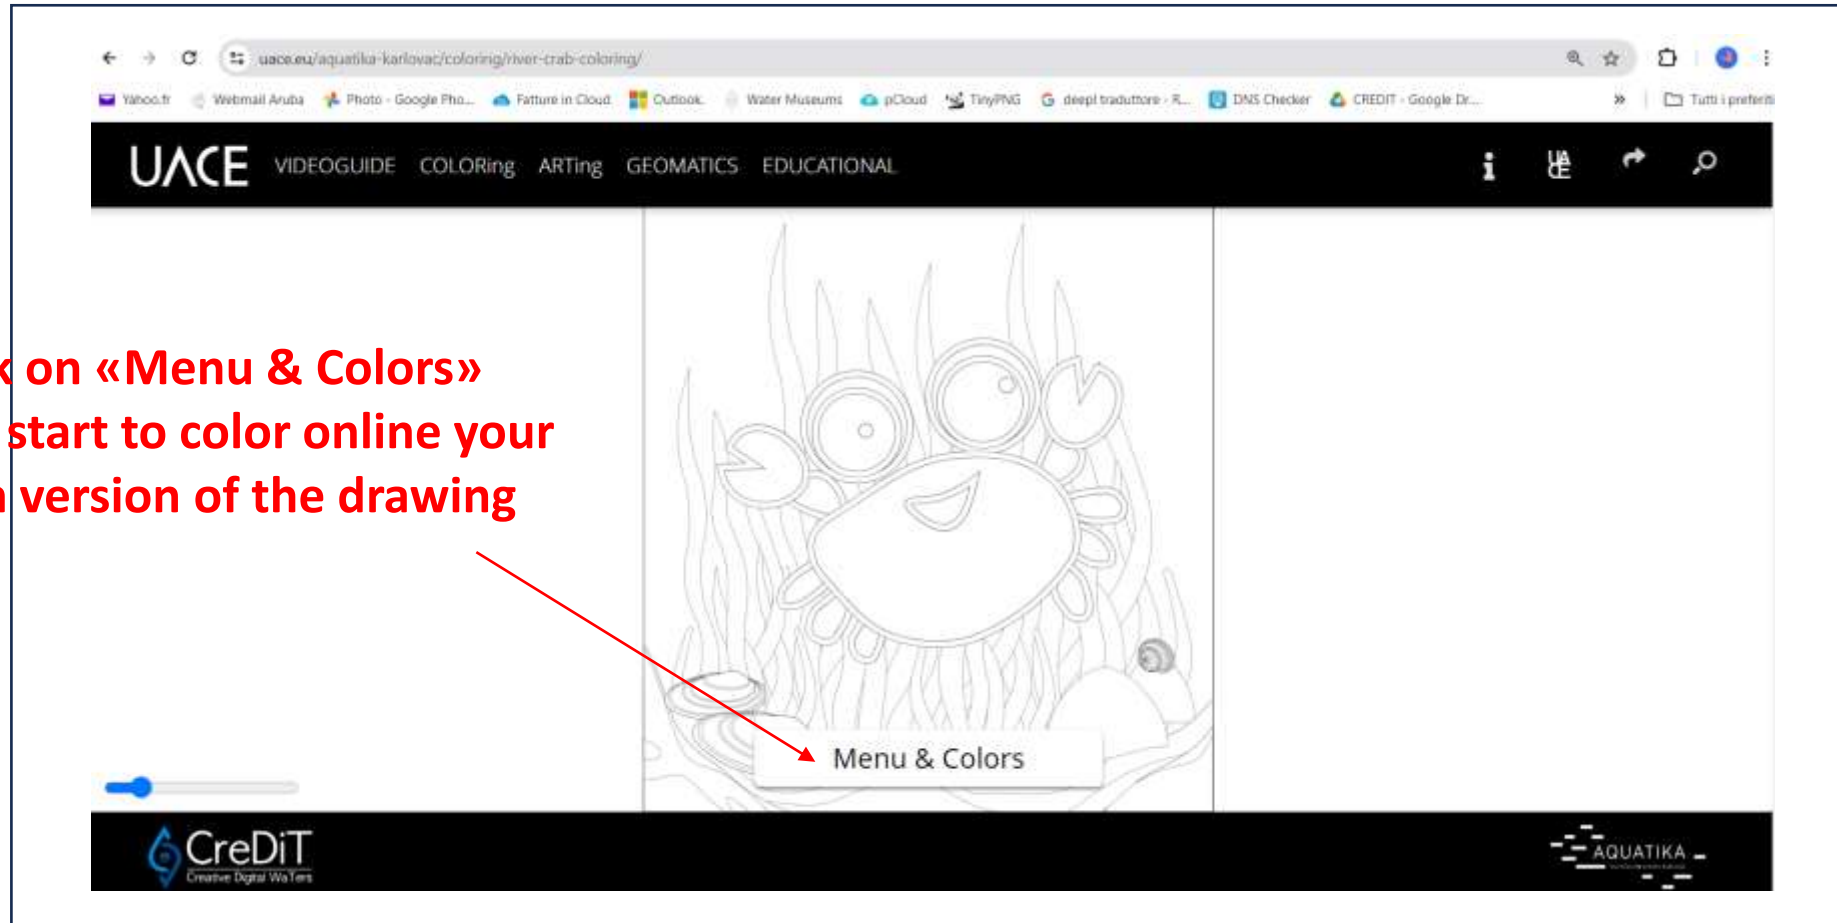 uace.eu/aquatika-karlovac/coloring/river-crab-coloring/
Yahoo.fr Webmail Aruba Photo - Google Pho... Fatture in Cloud Outlook. Water Museums pCloud TinyPNG deepl traduttore - R... DNS Checker CREDIT - Google Dr... » Tutti i preferiti
UACE VIDEOGUIDE COLORing ARTing GEOMATICS EDUCATIONAL i UACE
on «Menu & Colors»
start to color online your
version of the drawing
Menu & Colors
CreDiT
Creative Digital WaTers
AQUATIKA